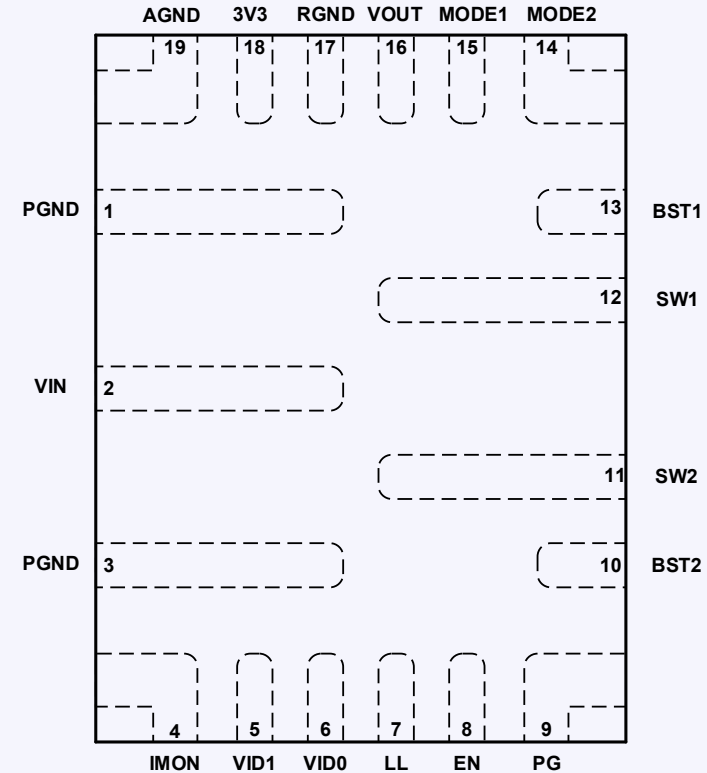 AGND 3V3 RGND VOUT MODE1 MODE2
19 18 17 16 15 14
PGND 1 13 BST1
12 SW1
VIN 2
11 SW2
PGND 3 10 BST2
4 5 6 7 8 9
IMON VID1 VID0 LL EN PG